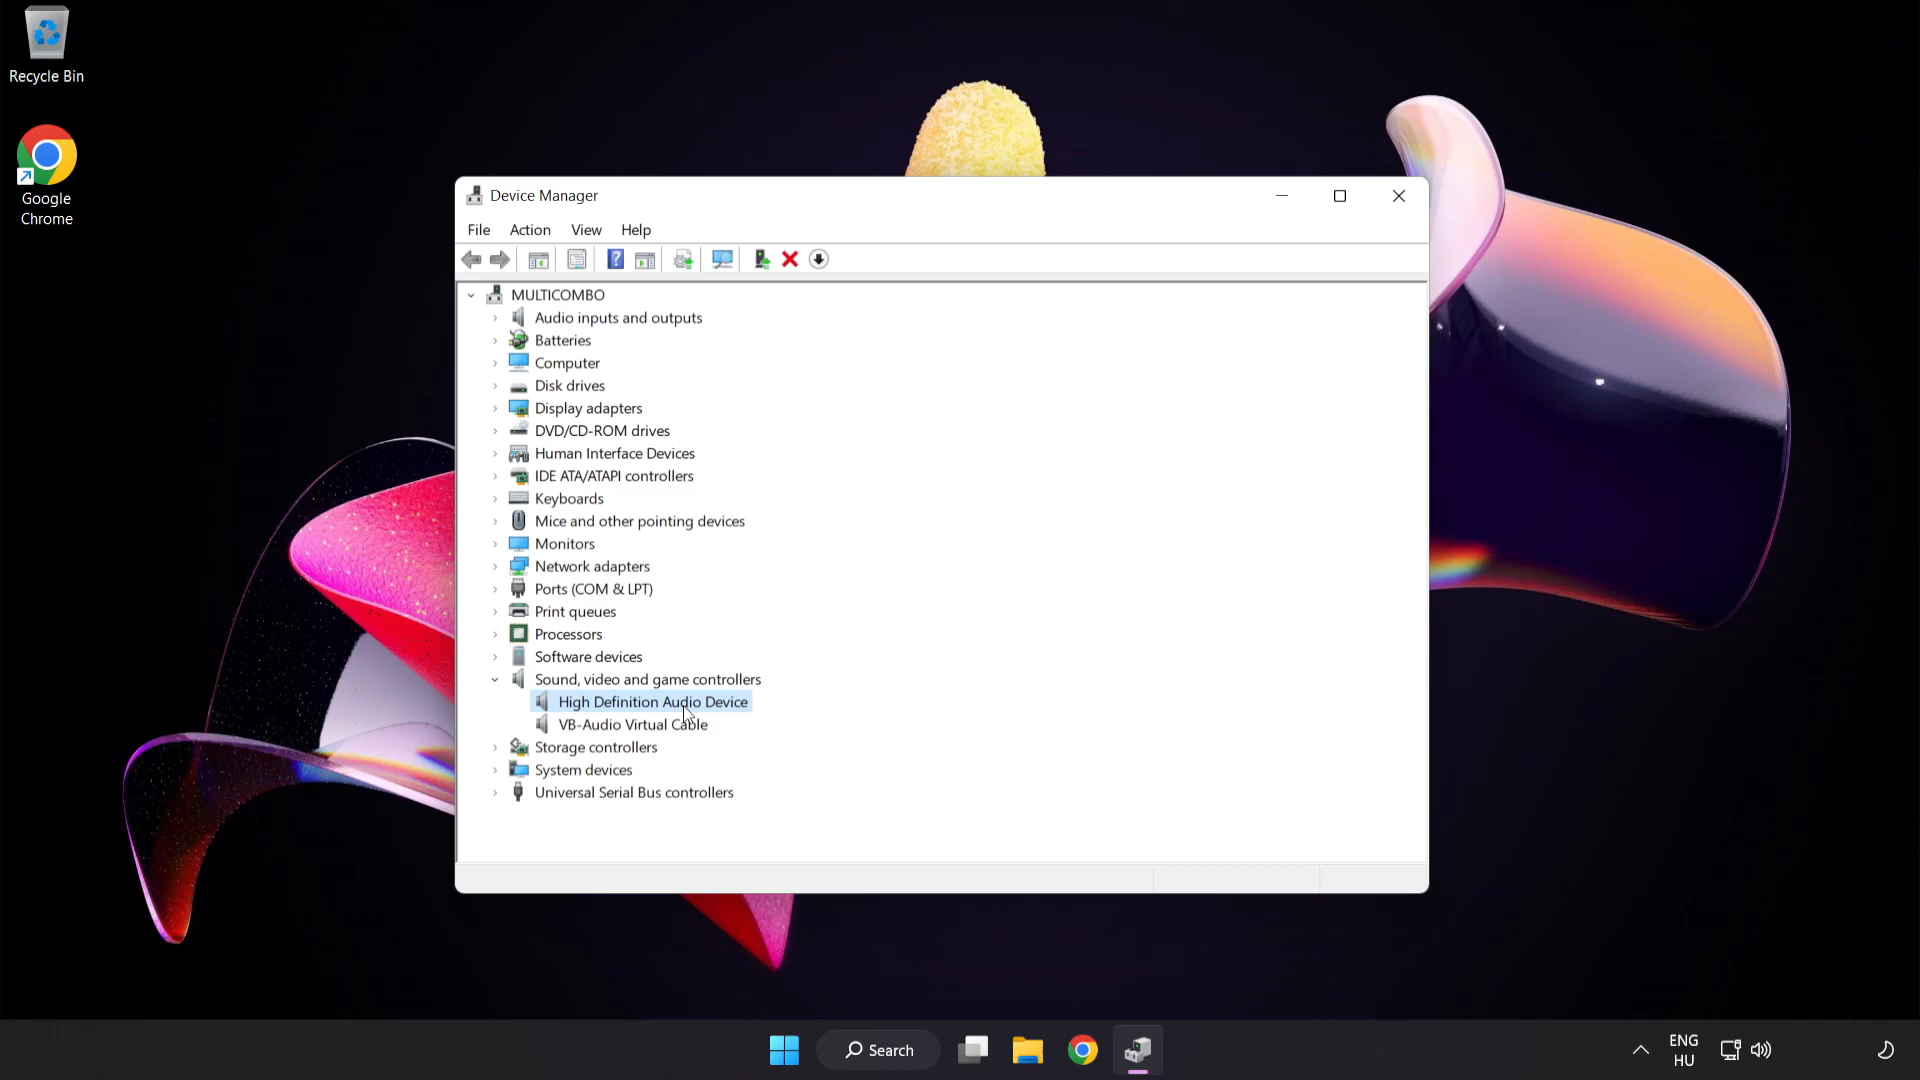 Recycle Bin
Google
Chrome
Device Manager
File Action View Help
MULTICOMBO
Audio inputs and outputs
Batteries
Computer
Disk drives
Display adapters
DVD/CD-ROM drives
Human Interface Devices
IDE ATA/ATAPI controllers
Keyboards
Mice and other pointing devices
Monitors
Network adapters
Ports (COM & LPT)
Print queues
Processors
Software devices
Sound, video and game controllers
High Definition Audio Device
VB-Audio Virtual Cable
Storage controllers
System devices
Universal Serial Bus controllers
Search
ENG
HU